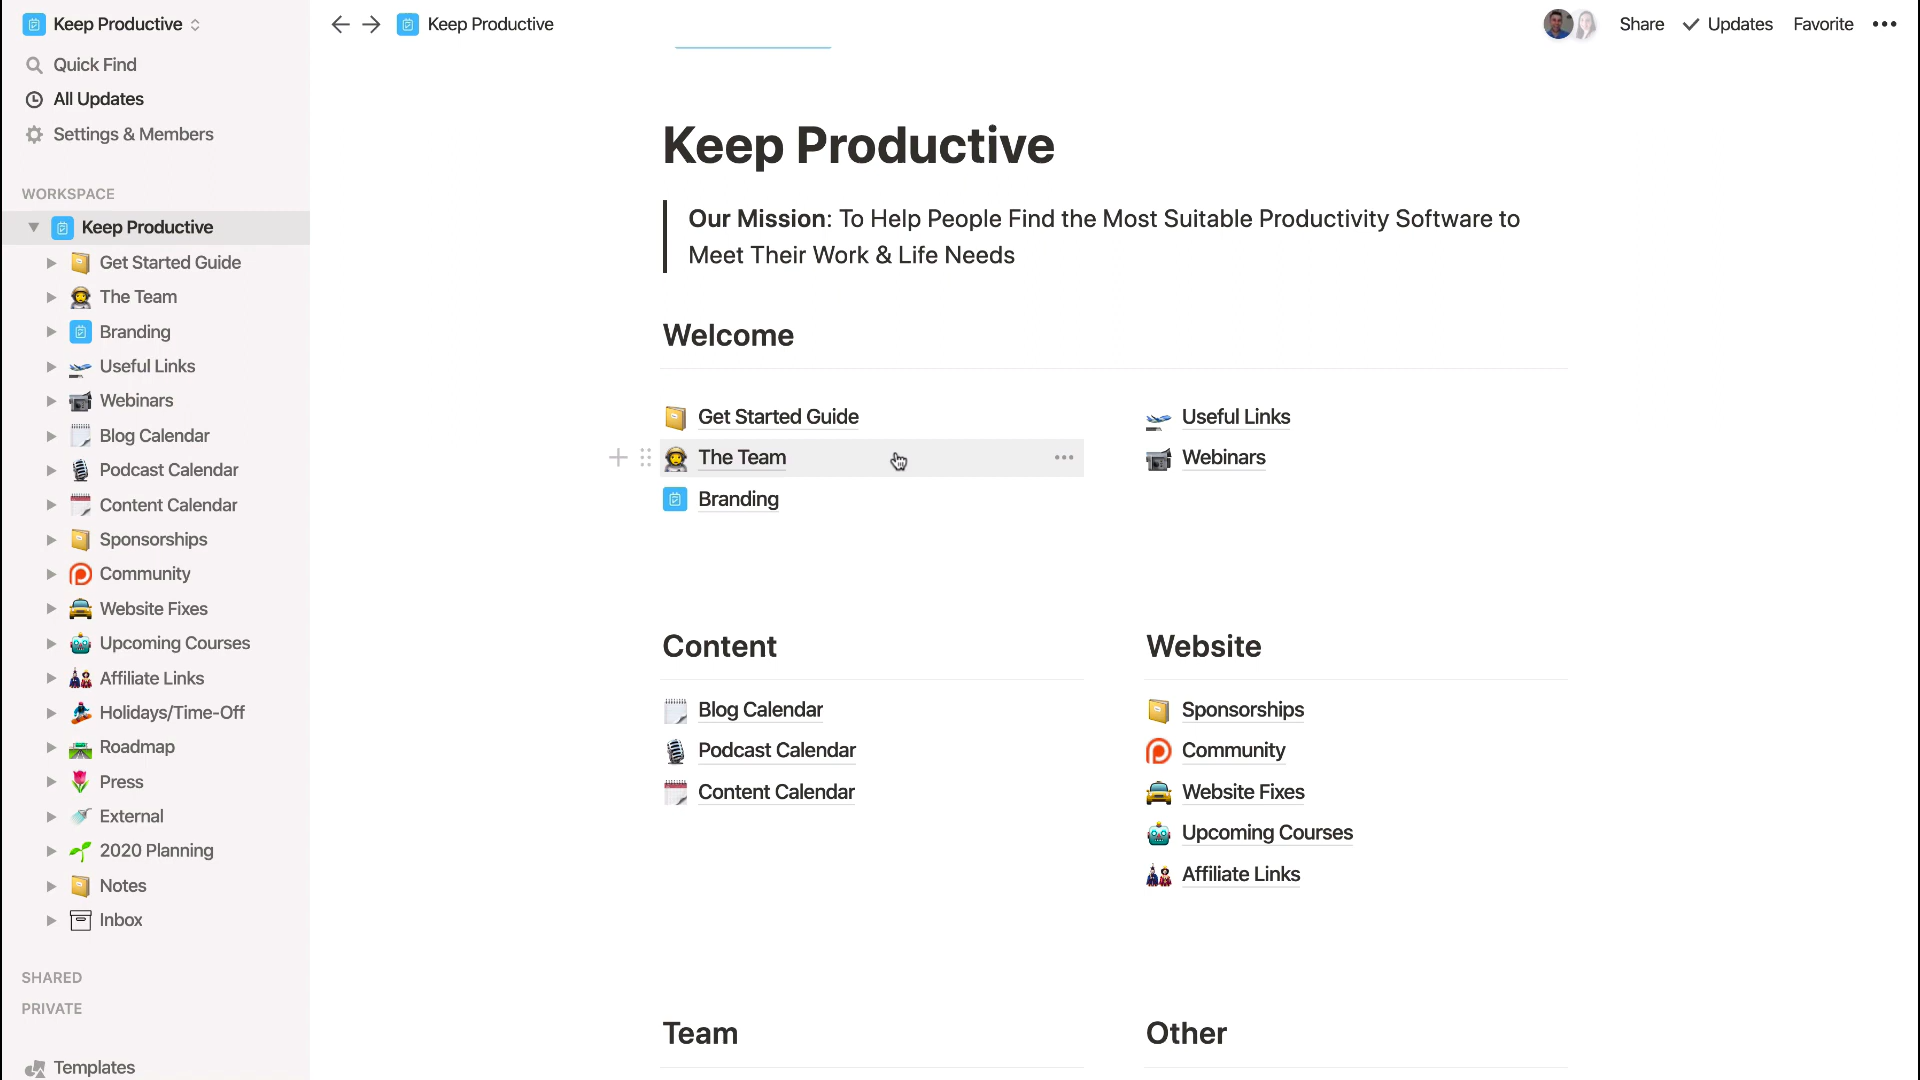 Keep Productive
Quick Find
All Updates
Settings & Members
WORKSPACE
Keep Productive
Get Started Guide
The Team
Branding
Useful Links
Webinars
Blog Calendar
Podcast Calendar
Content Calendar
Sponsorships
Community
Website Fixes
Upcoming Courses
Affiliate Links
Holidays/Time-Off
Roadmap
Press
External
2020 Planning
Notes
Inbox
SHARED
PRIVATE
Templates
Keep Productive
Share
Updates
Favorite
Keep Productive
Our Mission: To Help People Find the Most Suitable Productivity Software to
Meet Their Work & Life Needs
Welcome
Get Started Guide
The Team
Branding
Useful Links
Webinars
Content
Blog Calendar
Podcast Calendar
Content Calendar
Website
Sponsorships
Community
Website Fixes
Upcoming Courses
Affiliate Links
Team
Other